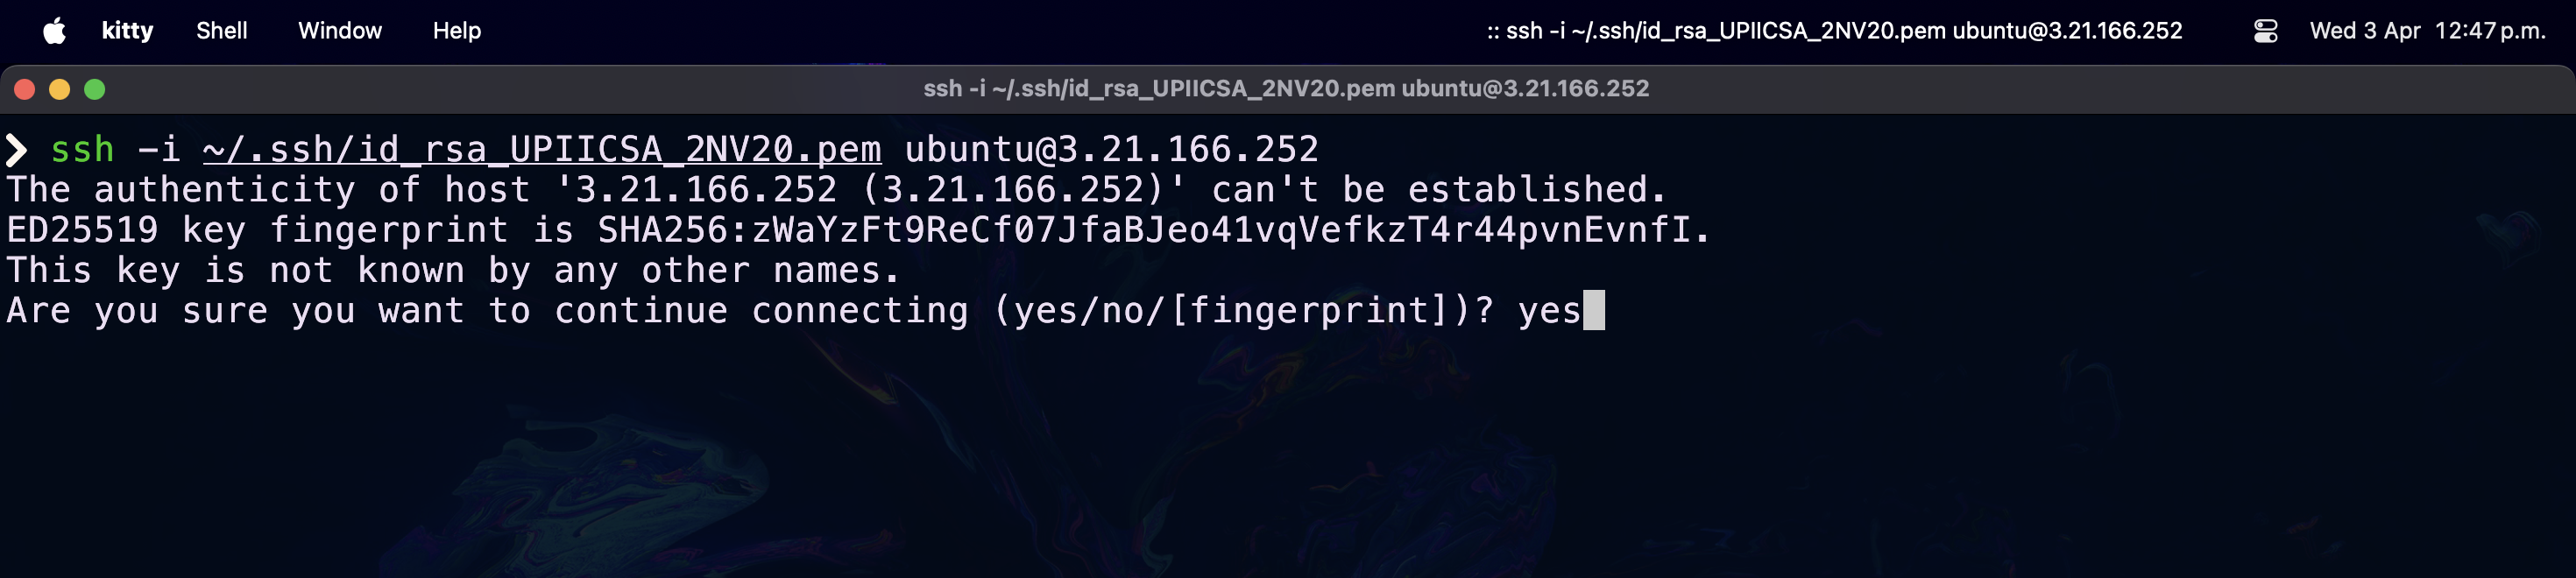 kitty Shell Window Help :: ssh -i ~/.ssh/id_rsa_UPIICSA_2NV20.pem ubuntu@3.21.166.252 Wed 3 Apr 12:47 p.m.
ssh -i ~/.ssh/id_rsa_UPIICSA_2NV20.pem ubuntu@3.21.166.252
❯ ssh -i ~/.ssh/id_rsa_UPIICSA_2NV20.pem ubuntu@3.21.166.252
The authenticity of host '3.21.166.252 (3.21.166.252)' can't be established.
ED25519 key fingerprint is SHA256:zWaYzFt9ReCf07JfaBJeo41vqVefkzT4r44pvnEvnfI.
This key is not known by any other names.
Are you sure you want to continue connecting (yes/no/[fingerprint])? yes